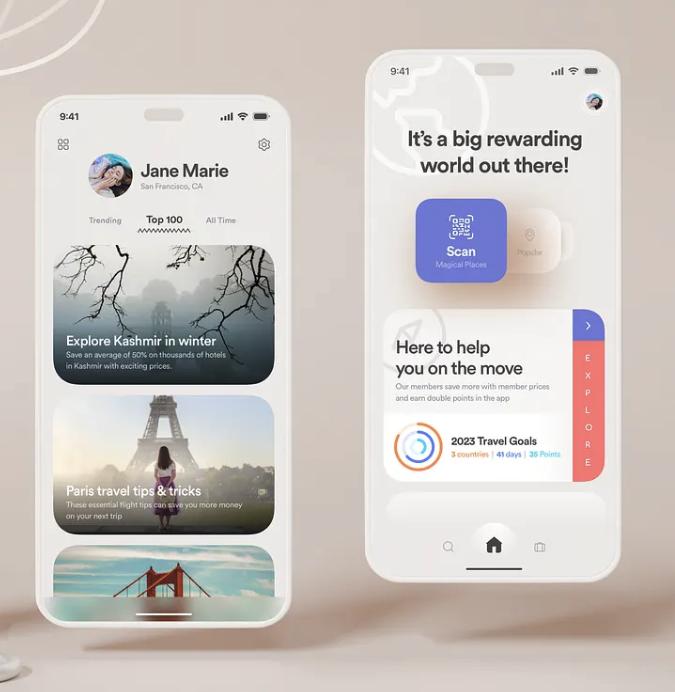 9:41
Jane Marie
San Francisco, CA
Trending
Top 100
All Time
Explore Kashmir in winter
Save an average of 50% on thousands of hotels
in Kashmir with exciting prices.
Paris travel tips & tricks
These essential flight tips can save you more money
on your next trip
9:41
It's a big rewarding
world out there!
Scan
Magical Places
Popular
Here to help
you on the move
Our members save more with member prices
and earn double points in the app
2023 Travel Goals
3 countries | 41 days | 35 Points
EXPLORE